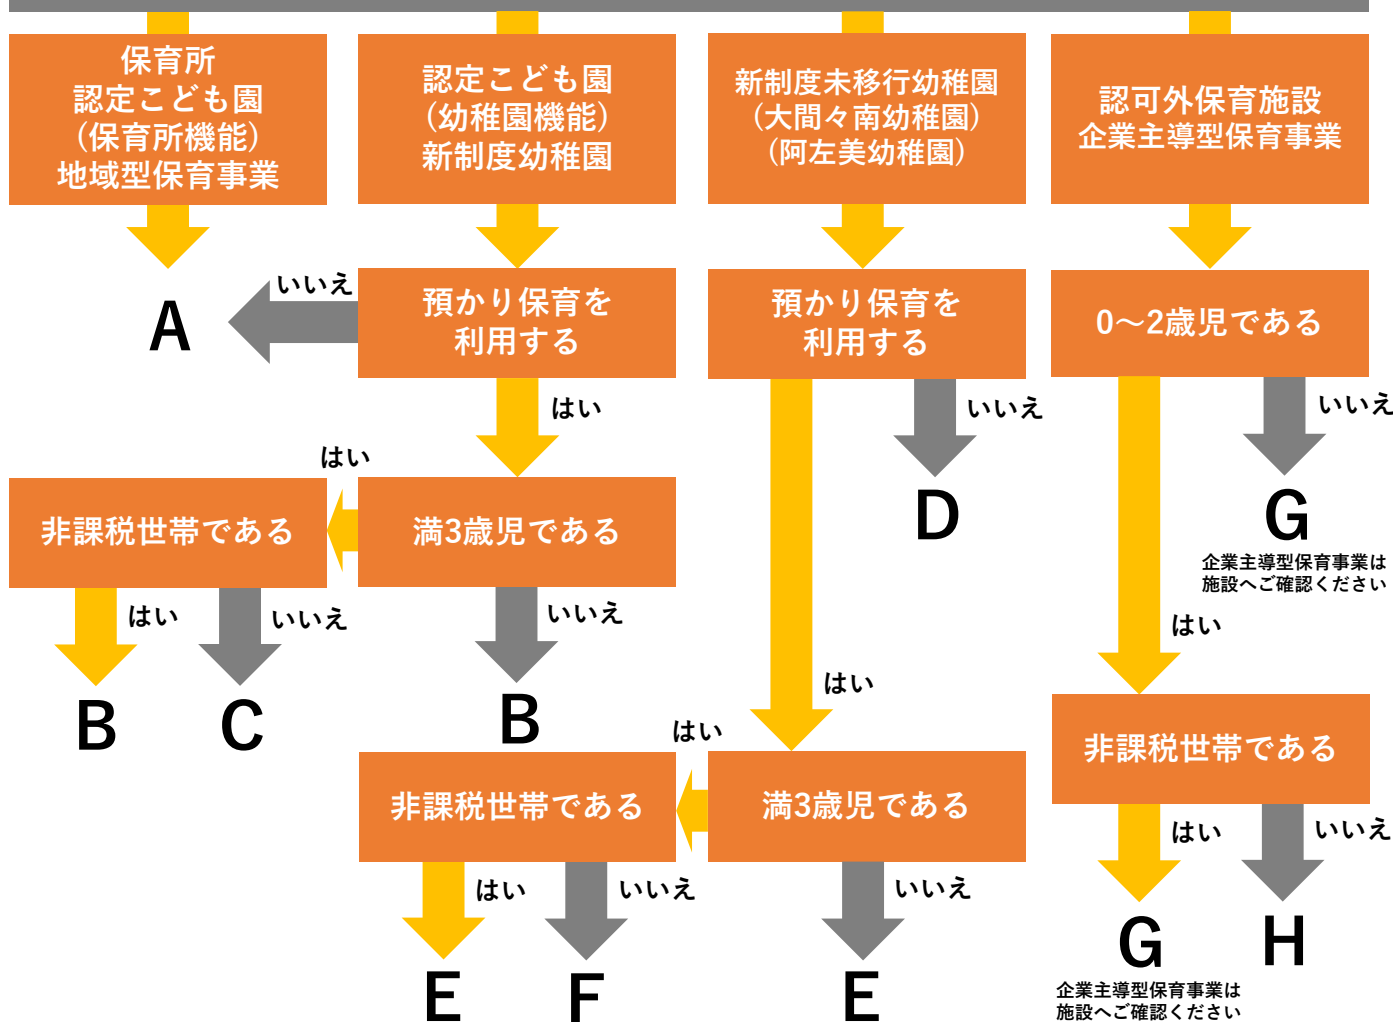 保育所
認定こども園
(保育所機能)
地域型保育事業
認定こども園
(幼稚園機能)
新制度幼稚園
新制度未移行幼稚園
(大間々南幼稚園)
(阿左美幼稚園)
認可外保育施設
企業主導型保育事業
A
いいえ
預かり保育を
利用する
預かり保育を
利用する
0～2歳児である
はい
いいえ
いいえ
はい
非課税世帯である
満3歳児である
D
G
企業主導型保育事業は
施設へご確認ください
はい
いいえ
いいえ
はい
B
C
B
はい
はい
非課税世帯である
満3歳児である
非課税世帯である
はい
いいえ
いいえ
はい
いいえ
E
F
E
G
H
企業主導型保育事業は
施設へご確認ください